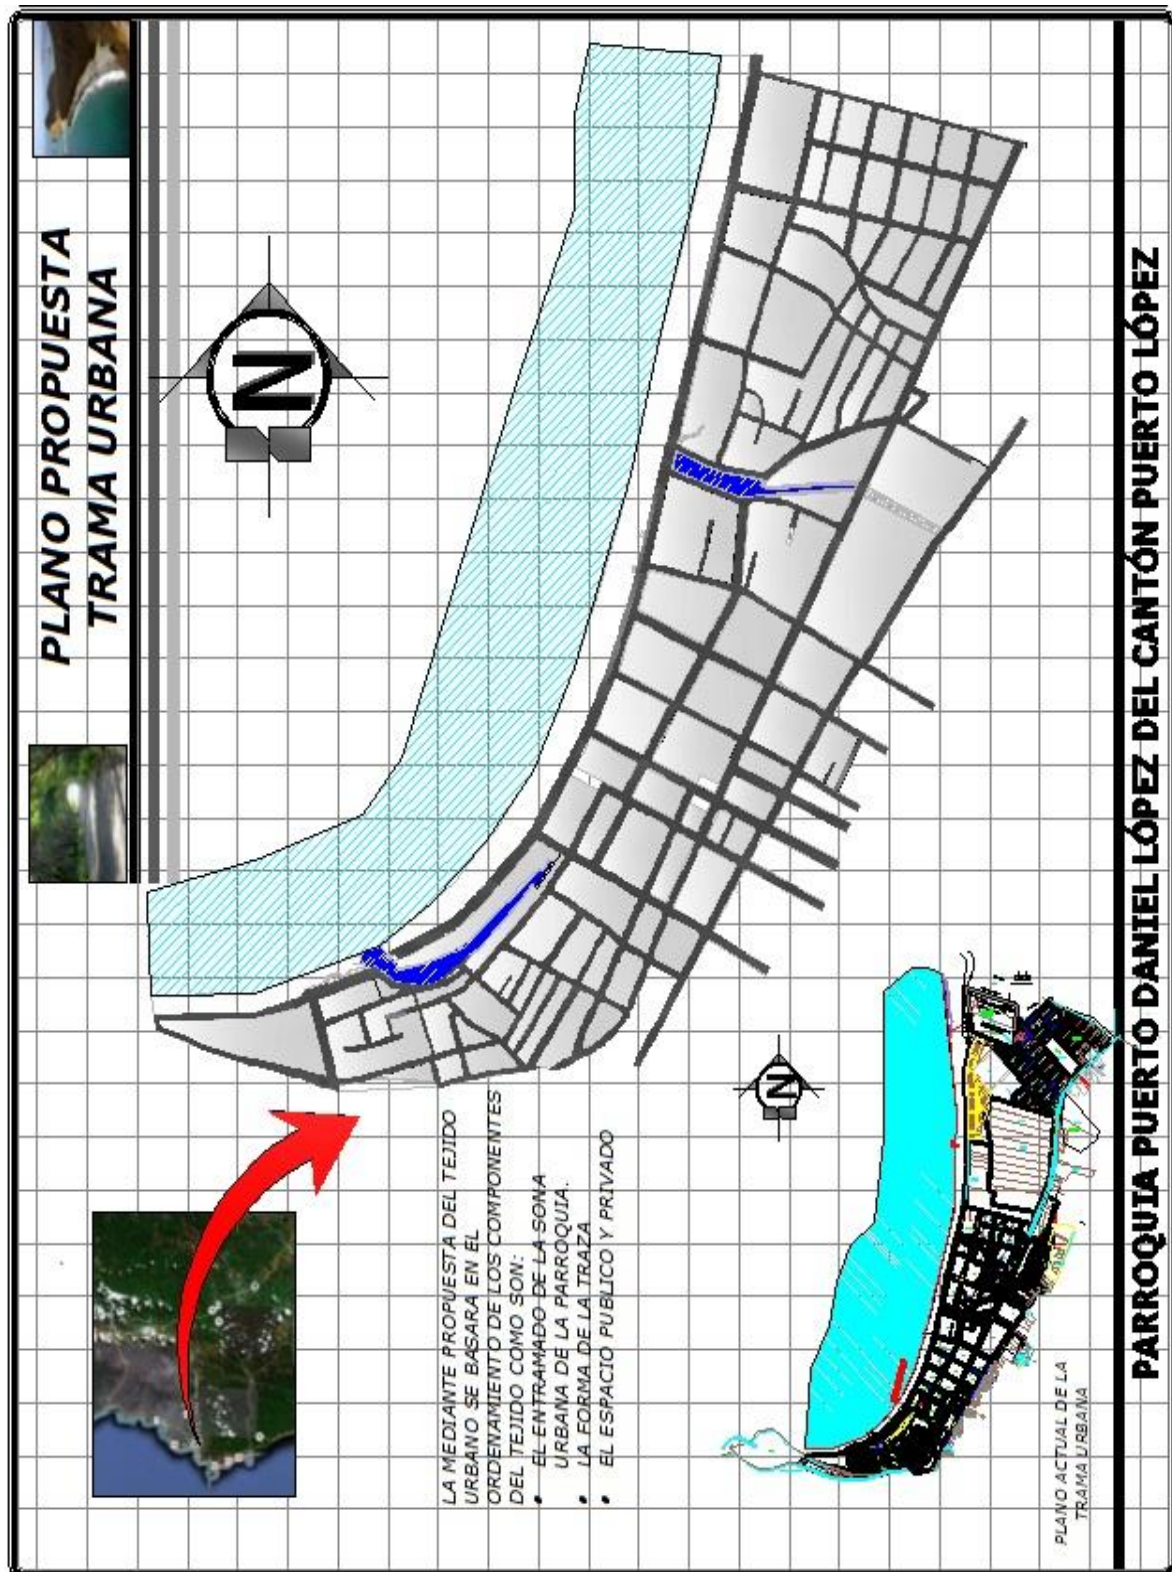 PLANO PROPUESTA
TRAMA URBANA
N
LA MEDIANTE PROPUESTA DEL TEJIDO
URBANO SE BASARA EN EL
ORDENAMIENTO DE LOS COMPONENTES
DEL TEJIDO COMO SON:
• EL ENTRAMADO DE LA SONA
URBANA DE LA PARROQUIA.
• LA FORMA DE LA TRAZA
• EL ESPACIO PUBLICO Y PRIVADO
N
PLANO ACTUAL DE LA
TRAMA URBANA
PARROQUIA PUERTO DANIEL LÓPEZ DEL CANTÓN PUERTO LÓPEZ